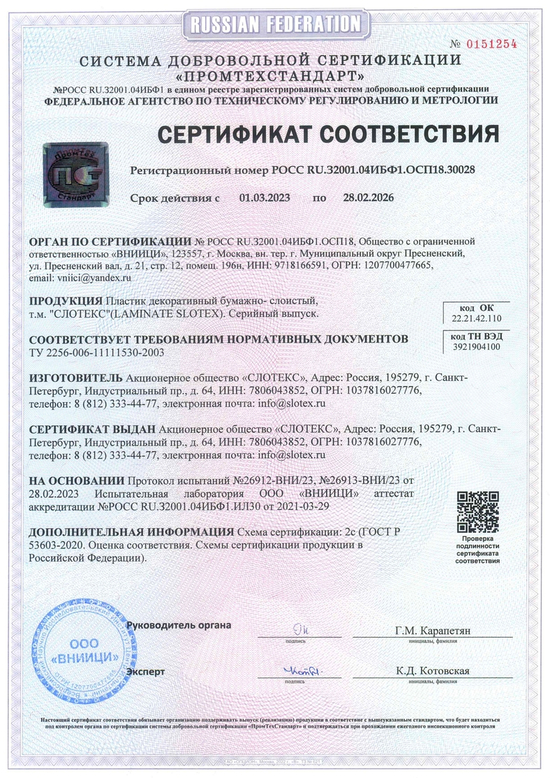 RUSSIAN FEDERATION
№ 0151254
СИСТЕМА ДОБРОВОЛЬНОЙ СЕРТИФИКАЦИИ
«ПРОМТЕХСТАНДАРТ»
№РОСС RU.32001.04ИБФ1 в едином реестре зарегистрированных систем добровольной сертификации
ФЕДЕРАЛЬНОЕ АГЕНТСТВО ПО ТЕХНИЧЕСКОМУ РЕГУЛИРОВАНИЮ И МЕТРОЛОГИИ
СЕРТИФИКАТ СООТВЕТСТВИЯ
ПромТех
ПС
Стандарт
Регистрационный номер РОСС RU.32001.04ИБФ1.ОСП18.30028
Срок действия с 01.03.2023 по 28.02.2026
ОРГАН ПО СЕРТИФИКАЦИИ № РОСС RU.32001.04ИБФ1.ОСП18, Общество с ограниченной
ответственностью «ВНИИЦИ», 123557, г. Москва, вн. тер. г. Муниципальный округ Пресненский,
ул. Пресненский вал, д. 21, стр. 12, помещ. 196н, ИНН: 9718166591, ОГРН: 1207700477665,
email: vniici@yandex.ru
ПРОДУКЦИЯ Пластик декоративный бумажно- слоистый,
т.м. "СЛОТЕКС"(LAMINATE SLOTEX). Серийный выпуск.
код ОК
22.21.42.110
СООТВЕТСТВУЕТ ТРЕБОВАНИЯМ НОРМАТИВНЫХ ДОКУМЕНТОВ
ТУ 2256-006-11111530-2003
код ТН ВЭД
3921904100
ИЗГОТОВИТЕЛЬ Акционерное общество «СЛОТЕКС», Адрес: Россия, 195279, г. Санкт-
Петербург, Индустриальный пр., д. 64, ИНН: 7806043852, ОГРН: 1037816027776,
телефон: 8 (812) 333-44-77, электронная почта: info@slotex.ru
СЕРТИФИКАТ ВЫДАН Акционерное общество «СЛОТЕКС», Адрес: Россия, 195279, г. Санкт-
Петербург, Индустриальный пр., д. 64, ИНН: 7806043852, ОГРН: 1037816027776,
телефон: 8 (812) 333-44-77, электронная почта: info@slotex.ru
НА ОСНОВАНИИ Протокол испытаний №26912-ВНИ/23, №26913-ВНИ/23 от
28.02.2023 Испытательная лаборатория ООО «ВНИИЦИ» аттестат
аккредитации №РОСС RU.32001.04ИБФ1.ИЛ30 от 2021-03-29
ДОПОЛНИТЕЛЬНАЯ ИНФОРМАЦИЯ Схема сертификации: 2с (ГОСТ Р
53603-2020. Оценка соответствия. Схемы сертификации продукции в
Российской Федерации).
Проверка
подлинности
сертификата
соответствия
Руководитель органа
подпись
Г.М. Карапетян
инициалы, фамилия
ООО
«ВНИИЦИ»
Эксперт
подпись
К.Д. Котовская
инициалы, фамилия
Настоящий сертификат соответствия обязывает организацию поддерживать выпуск (реализацию) продукции в соответствие с вышеуказанным стандартом, что будет находиться
под контролем органа по сертификации системы добровольной сертификации «ПромТехСтандарт» и подтверждаться при прохождении ежегодного инспекционного контроля